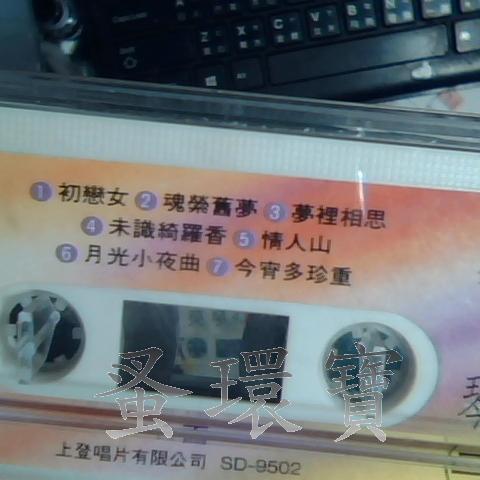 1 初戀女 2 魂縈舊夢 3 夢裡相思
4 未識綺羅香 5 情人山
6 月光小夜曲 7 今宵多珍重
蚤環寶
上登唱片有限公司 SD-9502